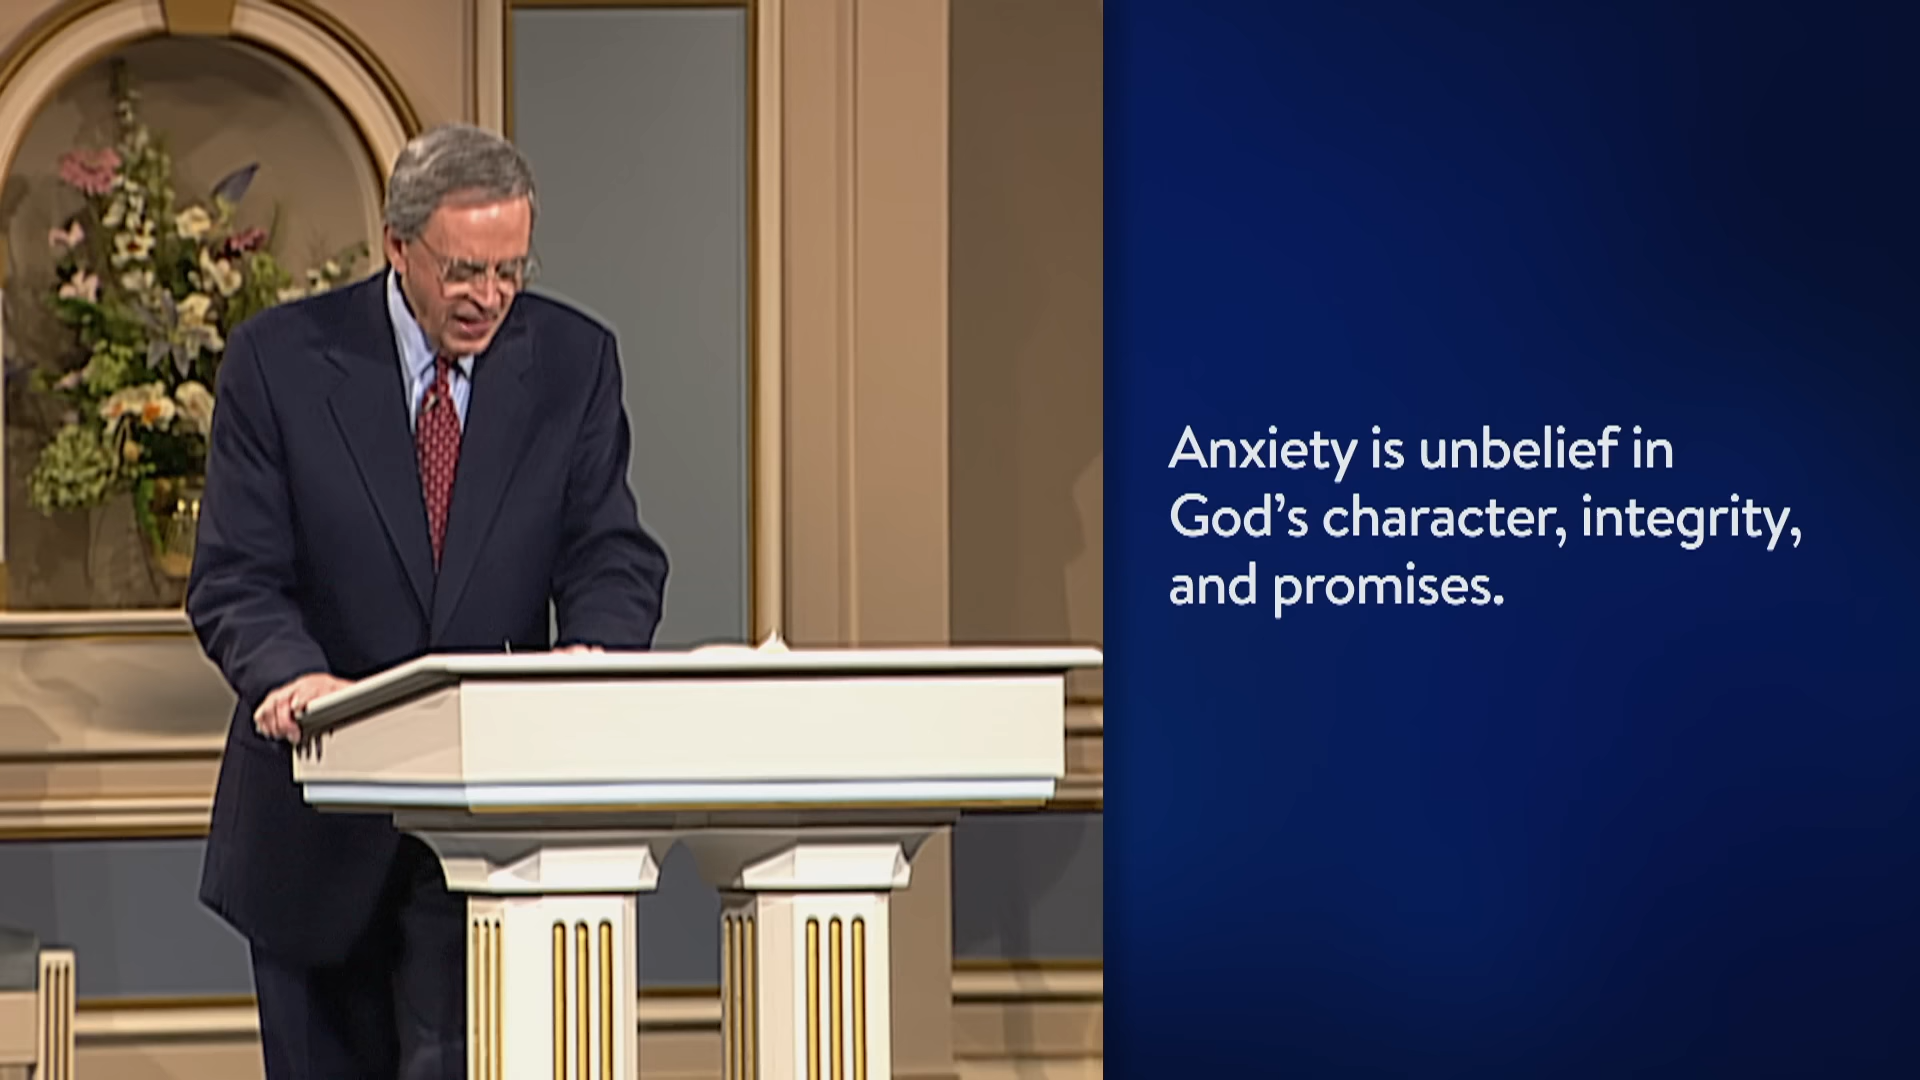 Anxiety is unbelief in
God’s character, integrity,
and promises.